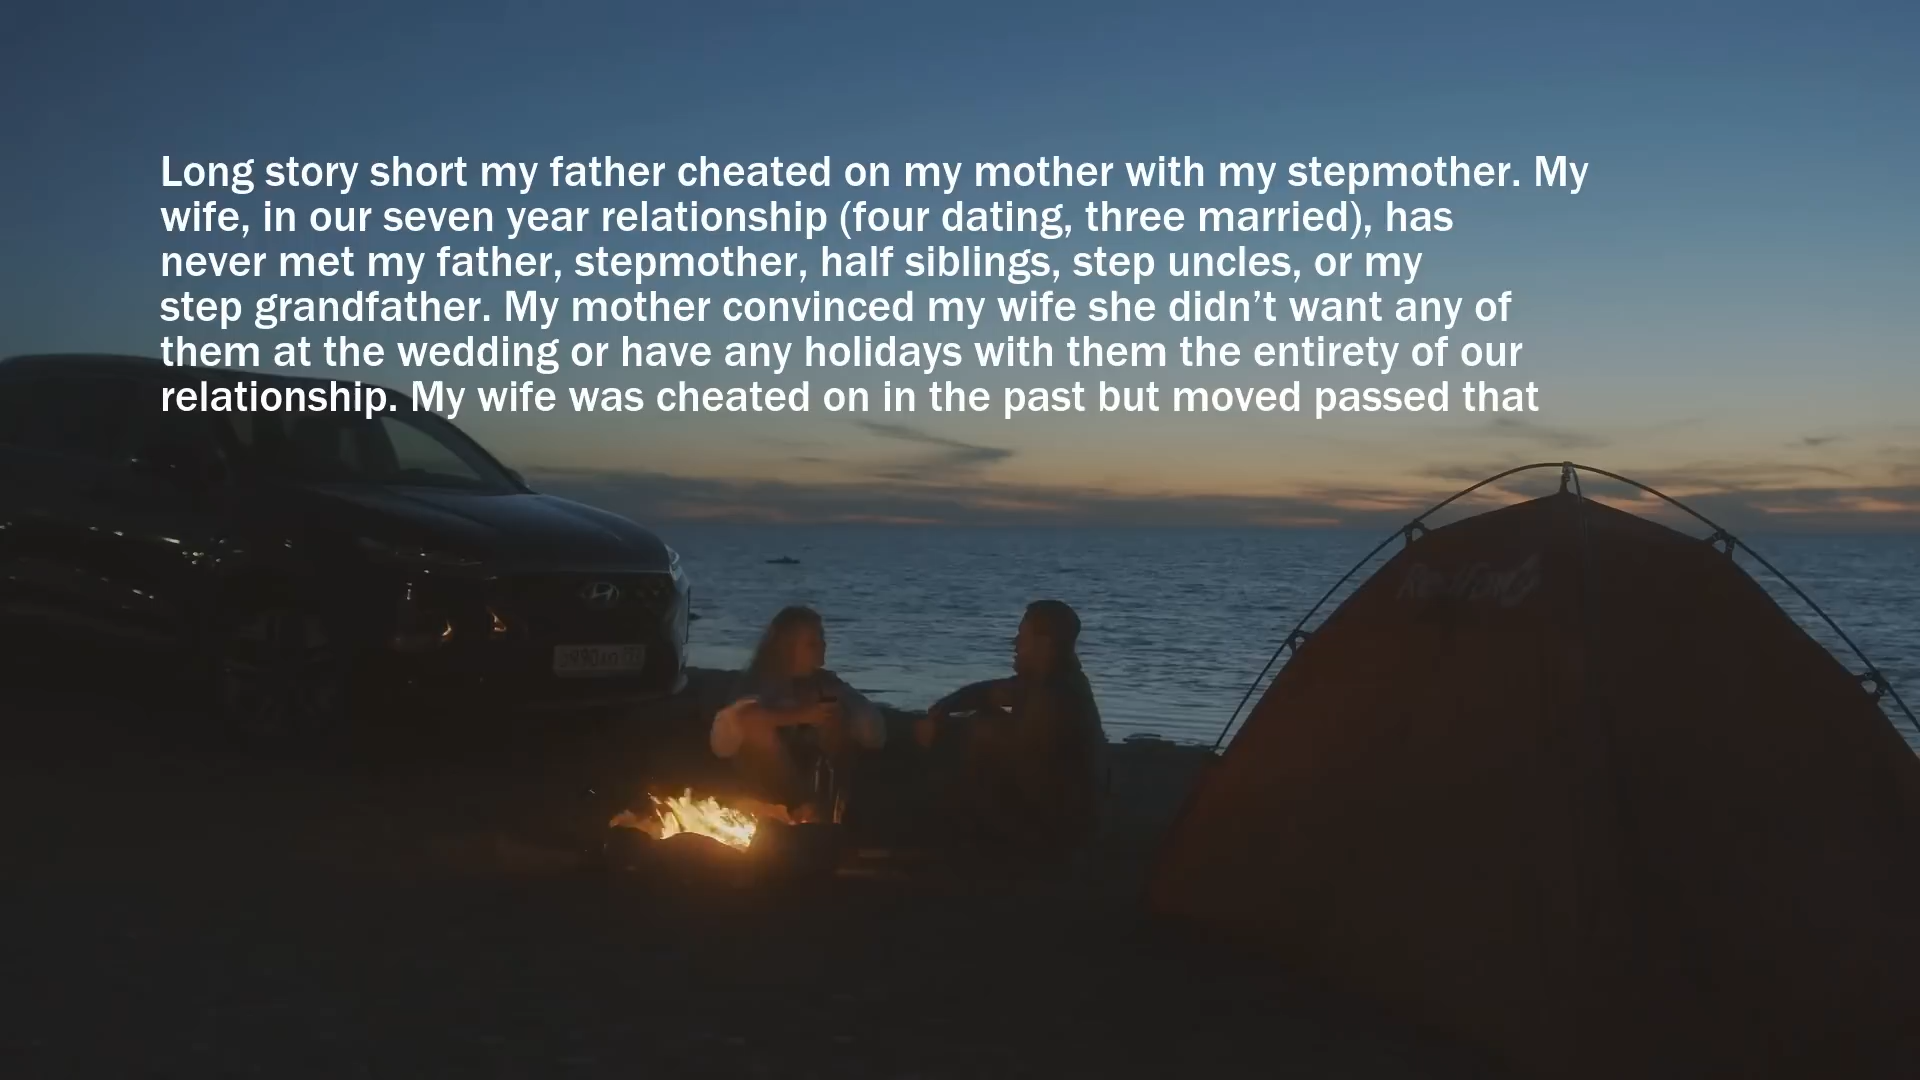 Long story short my father cheated on my mother with my stepmother. My
wife, in our seven year relationship (four dating, three married), has
never met my father, stepmother, half siblings, step uncles, or my
step grandfather. My mother convinced my wife she didn’t want any of
them at the wedding or have any holidays with them the entirety of our
relationship. My wife was cheated on in the past but moved passed that
RedFox